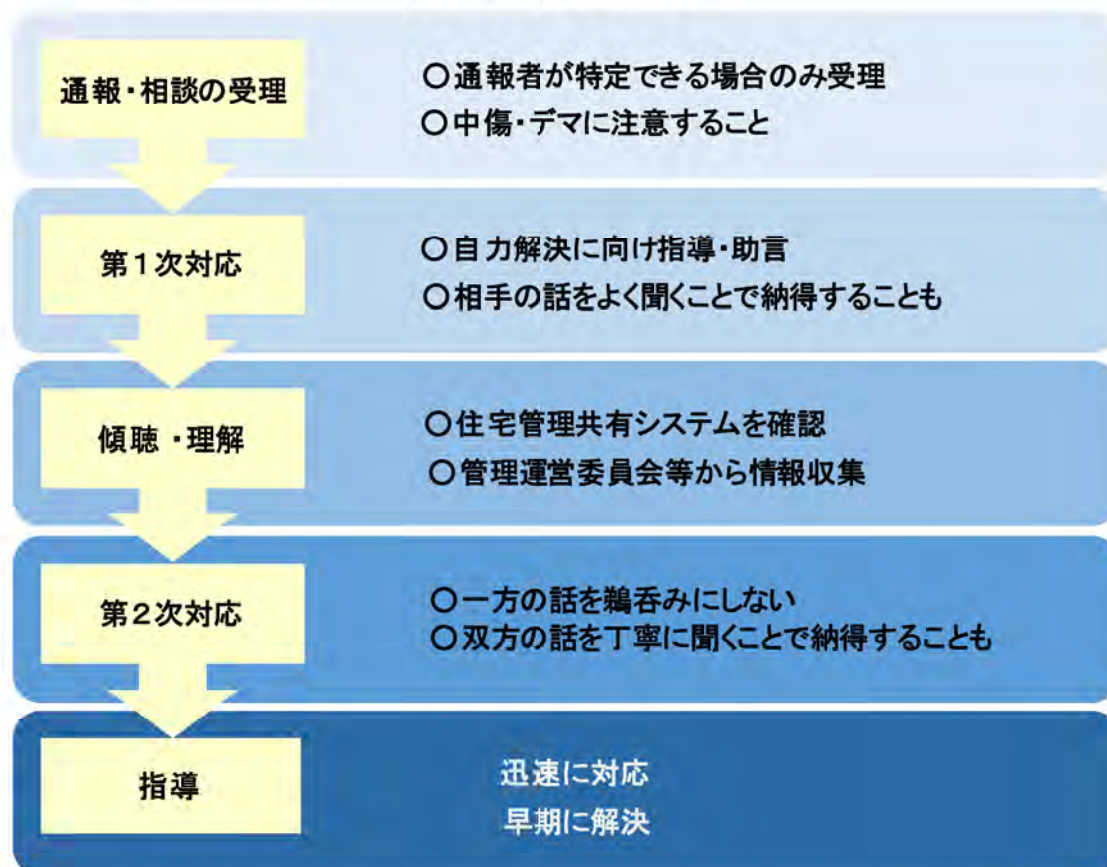 通報・相談の受理
○通報者が特定できる場合のみ受理
○中傷・デマに注意すること
第１次対応
○自力解決に向け指導・助言
○相手の話をよく聞くことで納得することも
傾聴・理解
○住宅管理共有システムを確認
○管理運営委員会等から情報収集
第２次対応
○一方の話を鵜呑みにしない
○双方の話を丁寧に聞くことで納得することも
指導
迅速に対応
早期に解決